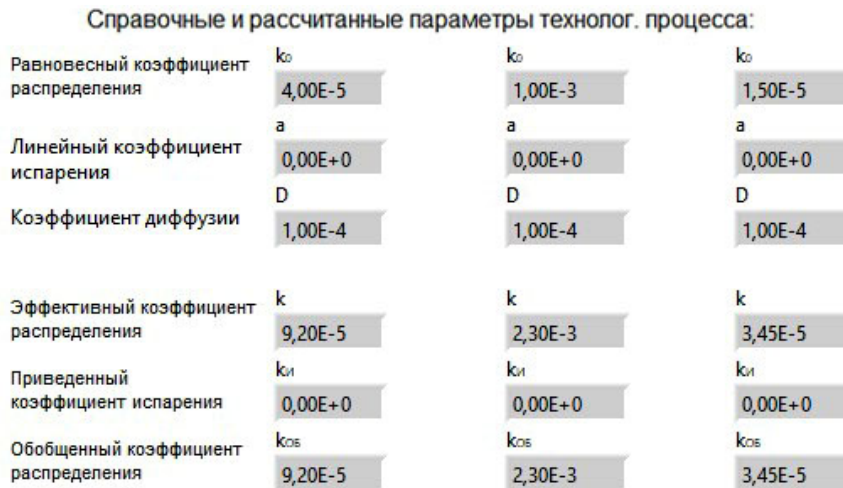 Справочные и рассчитанные параметры технолог. процесса:
k₀ k₀ k₀
Равновесный коэффициент
распределения
4,00E-5 1,00E-3 1,50E-5
a a a
Линейный коэффициент
испарения
0,00E+0 0,00E+0 0,00E+0
D D D
Коэффициент диффузии
1,00E-4 1,00E-4 1,00E-4
k k k
Эффективный коэффициент
распределения
9,20E-5 2,30E-3 3,45E-5
kИ kИ kИ
Приведенный
коэффициент испарения
0,00E+0 0,00E+0 0,00E+0
kОБ kОБ kОБ
Обобщенный коэффициент
распределения
9,20E-5 2,30E-3 3,45E-5